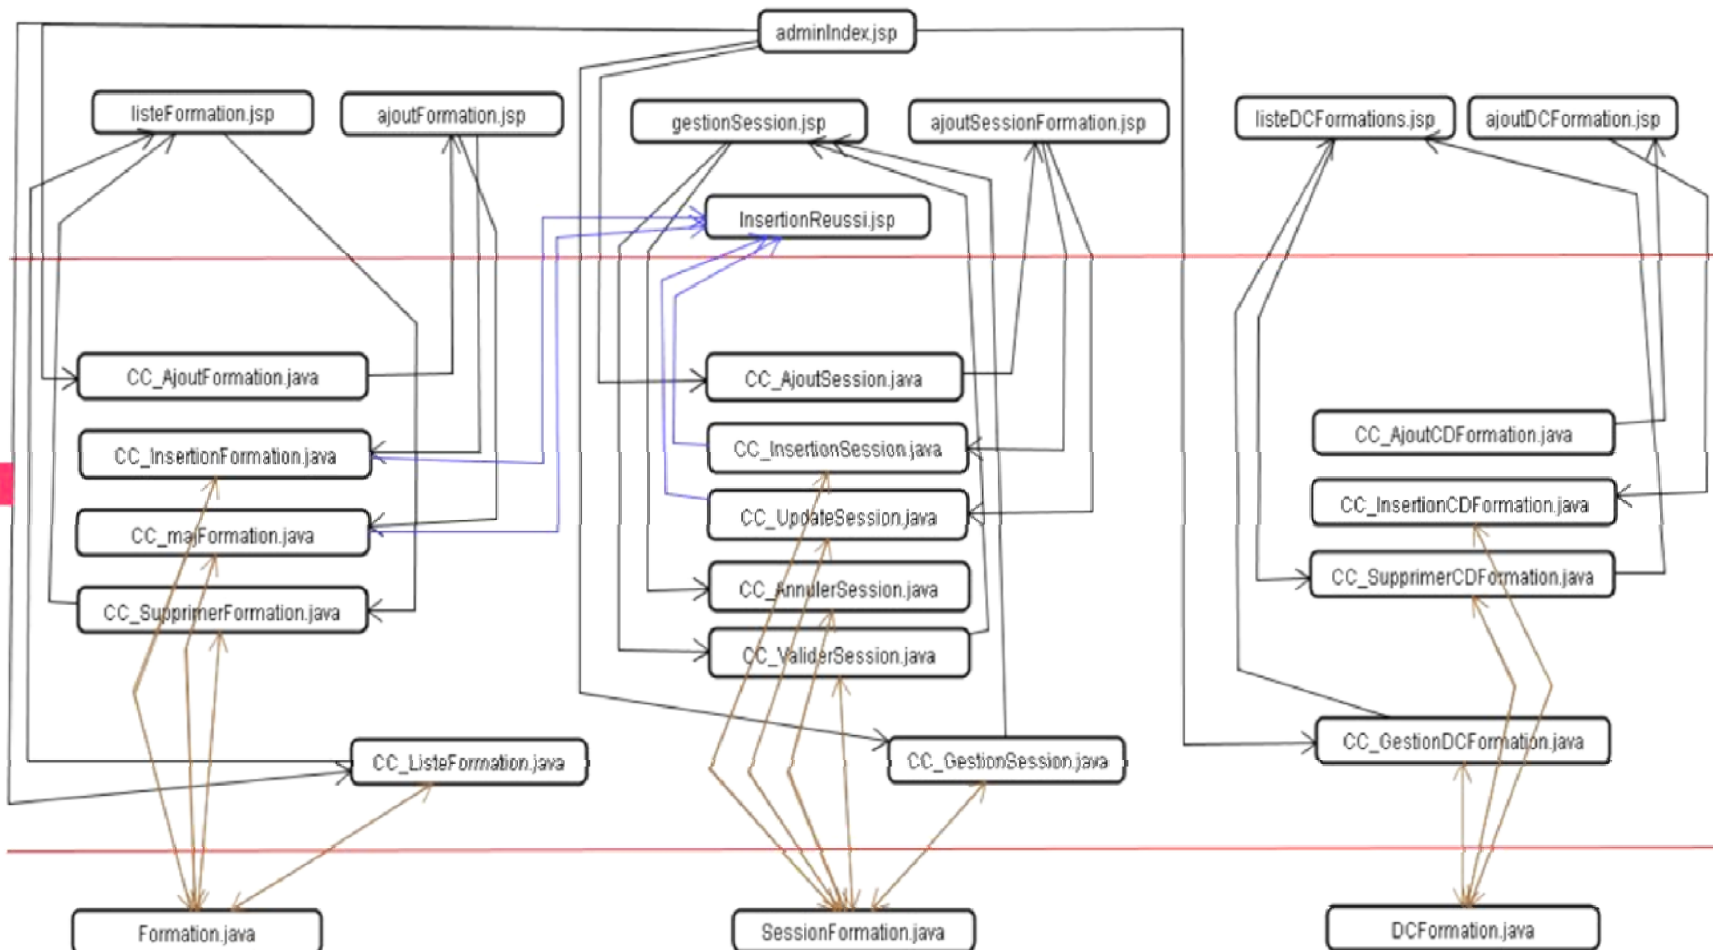 adminIndex.jsp
listeFormation.jsp
ajoutFormation.jsp
gestionSession.jsp
ajoutSessionFormation.jsp
listeDCFormations.jsp
ajoutDCFormation.jsp
InsertionReussi.jsp
CC_AjoutFormation.java
CC_AjoutSession.java
CC_AjoutCDFormation.java
CC_InsertionFormation.java
CC_InsertionSession.java
CC_InsertionCDFormation.java
CC_majFormation.java
CC_UpdateSession.java
CC_SupprimerCDFormation.java
CC_SupprimerFormation.java
CC_AnnulerSession.java
CC_ValiderSession.java
CC_ListeFormation.java
CC_GestionSession.java
CC_GestionDCFormation.java
Formation.java
SessionFormation.java
DCFormation.java